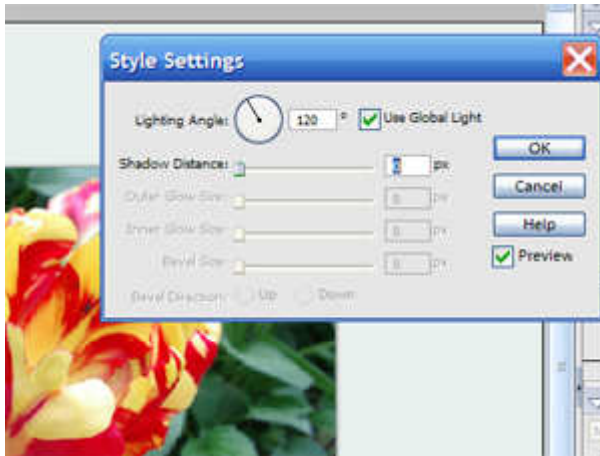 Style Settings
Lighting Angle: 120 ° Use Global Light
OK
Shadow Distance: 0 px
Cancel
Outer Glow Size: 0 px
Help
Inner Glow Size: 0 px
Preview
Bevel Size: 0 px
Bevel Direction: Up Down